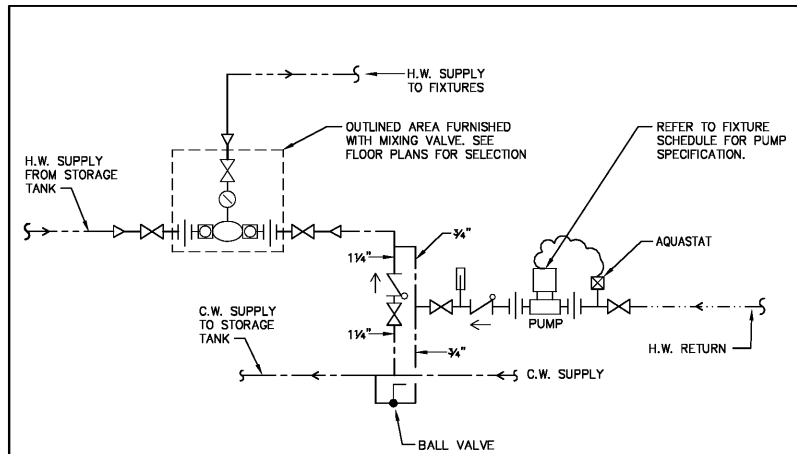 H.W. SUPPLY
TO FIXTURES
OUTLINED AREA FURNISHED
WITH MIXING VALVE. SEE
FLOOR PLANS FOR SELECTION
REFER TO FIXTURE
SCHEDULE FOR PUMP
SPECIFICATION.
H.W. SUPPLY
FROM STORAGE
TANK
¾"
1¼"
AQUASTAT
C.W. SUPPLY
TO STORAGE
TANK
PUMP
1¼"
¾"
H.W. RETURN
C.W. SUPPLY
BALL VALVE